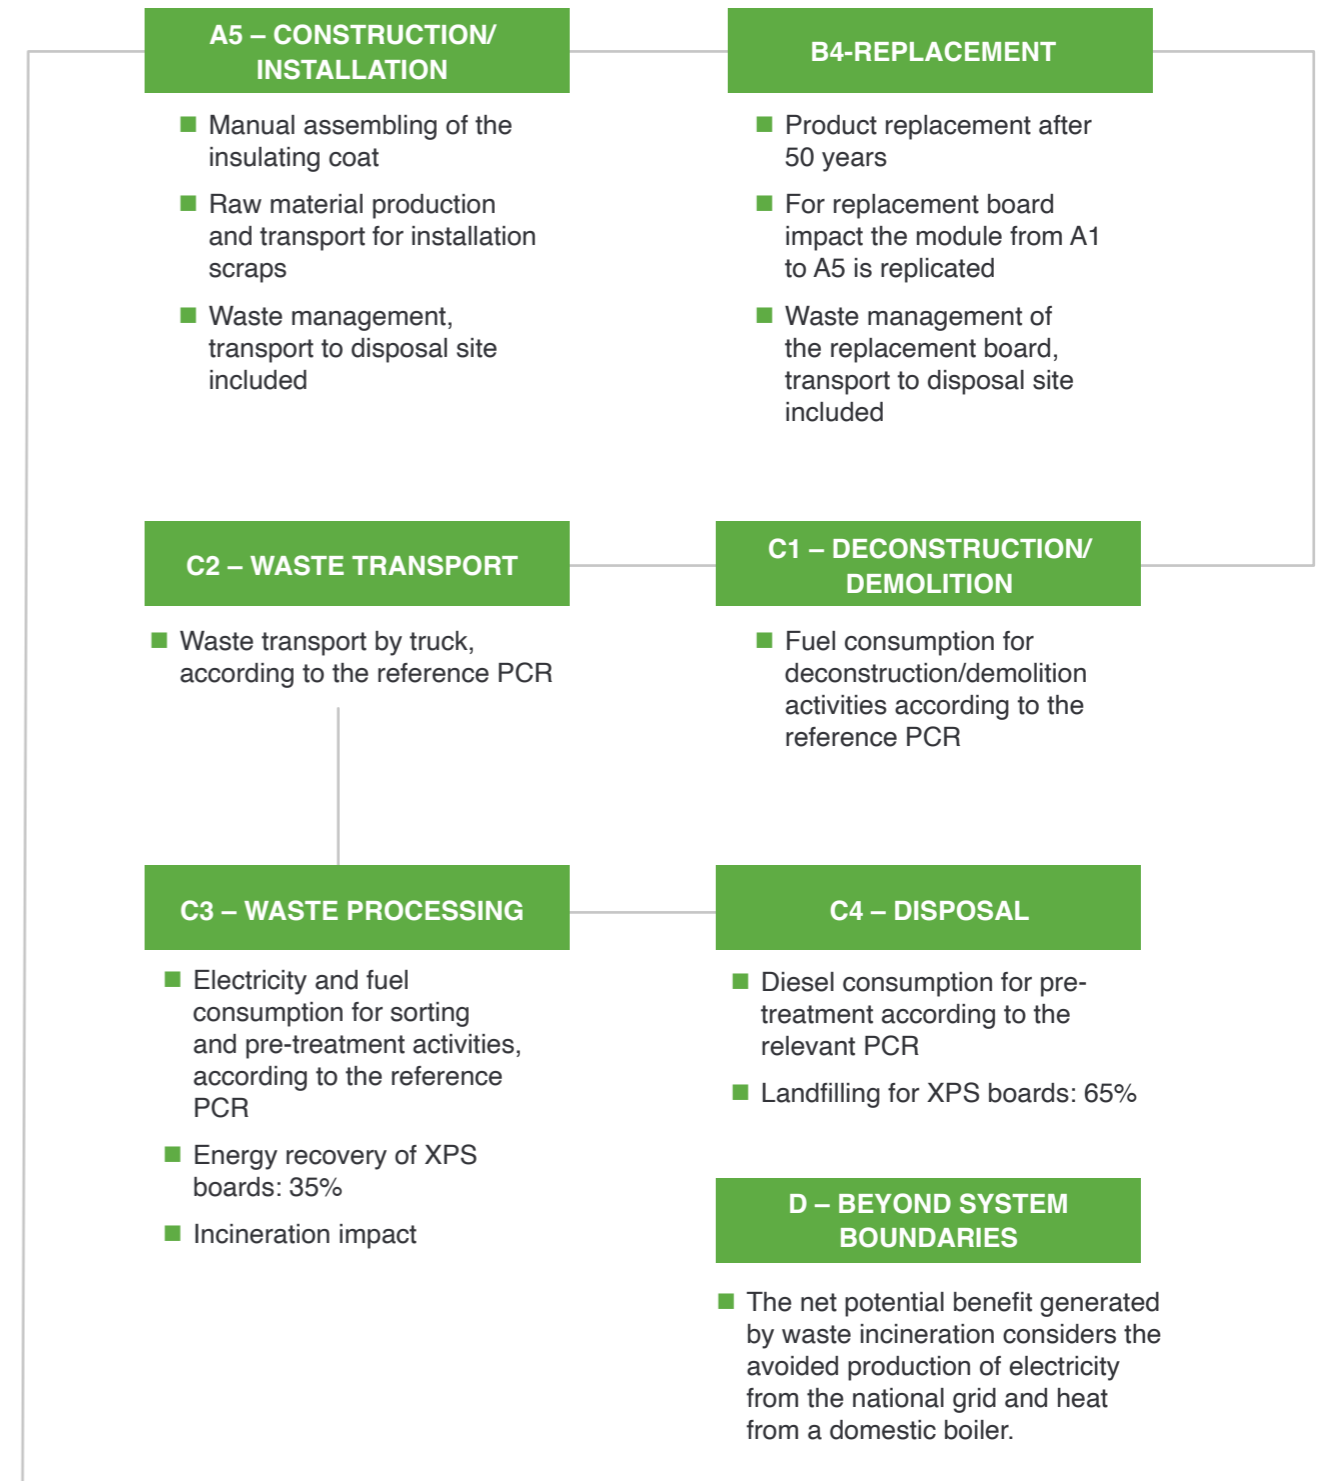 A5 – CONSTRUCTION/
INSTALLATION
Manual assembling of the
insulating coat
Raw material production
and transport for installation
scraps
Waste management,
transport to disposal site
included
B4-REPLACEMENT
Product replacement after
50 years
For replacement board
impact the module from A1
to A5 is replicated
Waste management of
the replacement board,
transport to disposal site
included
C2 – WASTE TRANSPORT
Waste transport by truck,
according to the reference PCR
C1 – DECONSTRUCTION/
DEMOLITION
Fuel consumption for
deconstruction/demolition
activities according to the
reference PCR
C3 – WASTE PROCESSING
Electricity and fuel
consumption for sorting
and pre-treatment activities,
according to the reference
PCR
Energy recovery of XPS
boards: 35%
Incineration impact
C4 – DISPOSAL
Diesel consumption for pre-
treatment according to the
relevant PCR
Landfilling for XPS boards: 65%
D – BEYOND SYSTEM
BOUNDARIES
The net potential benefit generated
by waste incineration considers the
avoided production of electricity
from the national grid and heat
from a domestic boiler.